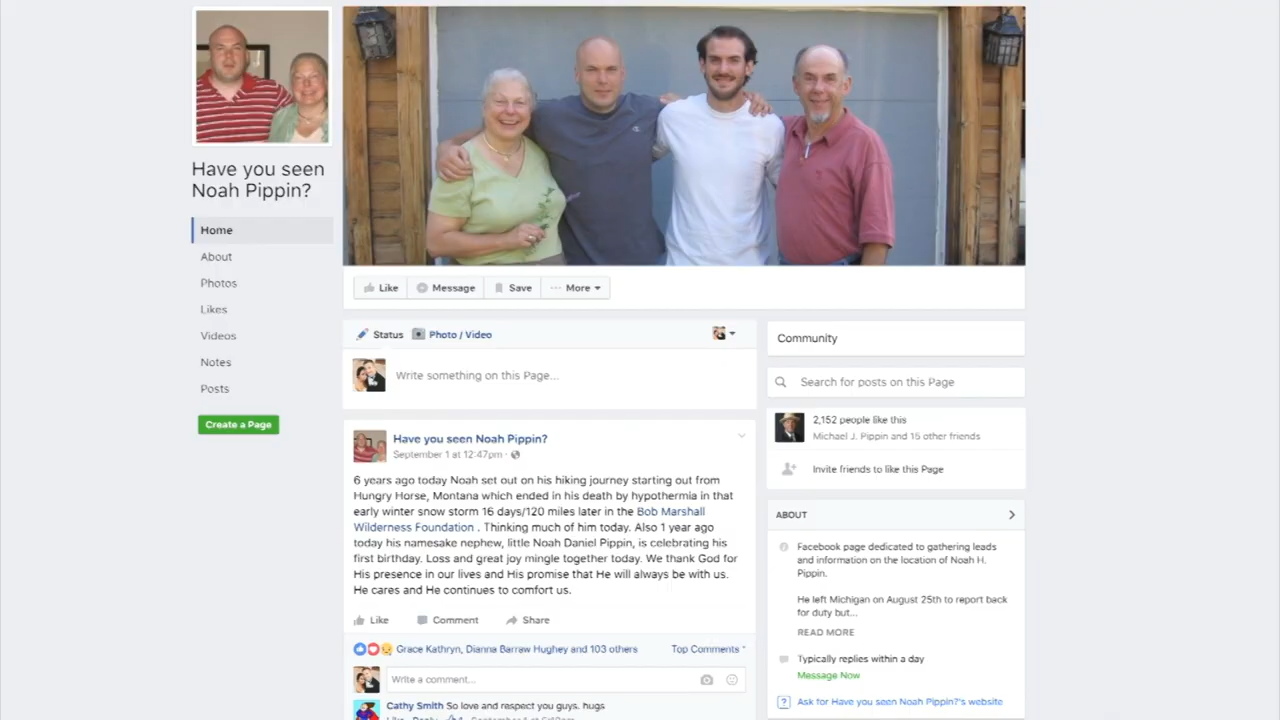 Have you seen
Noah Pippin?
Home
About
Photos
Likes
Videos
Notes
Posts
Create a Page
Like
Message
Save
More
Status
Photo / Video
Write something on this Page...
Have you seen Noah Pippin?
September 1 at 12:47pm ·
6 years ago today Noah set out on his hiking journey starting out from
Hungry Horse, Montana which ended in his death by hypothermia in that
early winter snow storm 16 days/120 miles later in the Bob Marshall
Wilderness Foundation . Thinking much of him today. Also 1 year ago
today his namesake nephew, little Noah Daniel Pippin, is celebrating his
first birthday. Loss and great joy mingle together today. We thank God for
His presence in our lives and His promise that He will always be with us.
He cares and He continues to comfort us.
Like
Comment
Share
Grace Kathryn, Dianna Barraw Hughey and 103 others
Top Comments
Write a comment...
Cathy Smith So love and respect you guys. hugs
Community
Search for posts on this Page
2,152 people like this
Michael J. Pippin and 15 other friends
Invite friends to like this Page
ABOUT
Facebook page dedicated to gathering leads
and information on the location of Noah H.
Pippin.
He left Michigan on August 25th to report back
for duty but...
READ MORE
Typically replies within a day
Message Now
Ask for Have you seen Noah Pippin?'s website